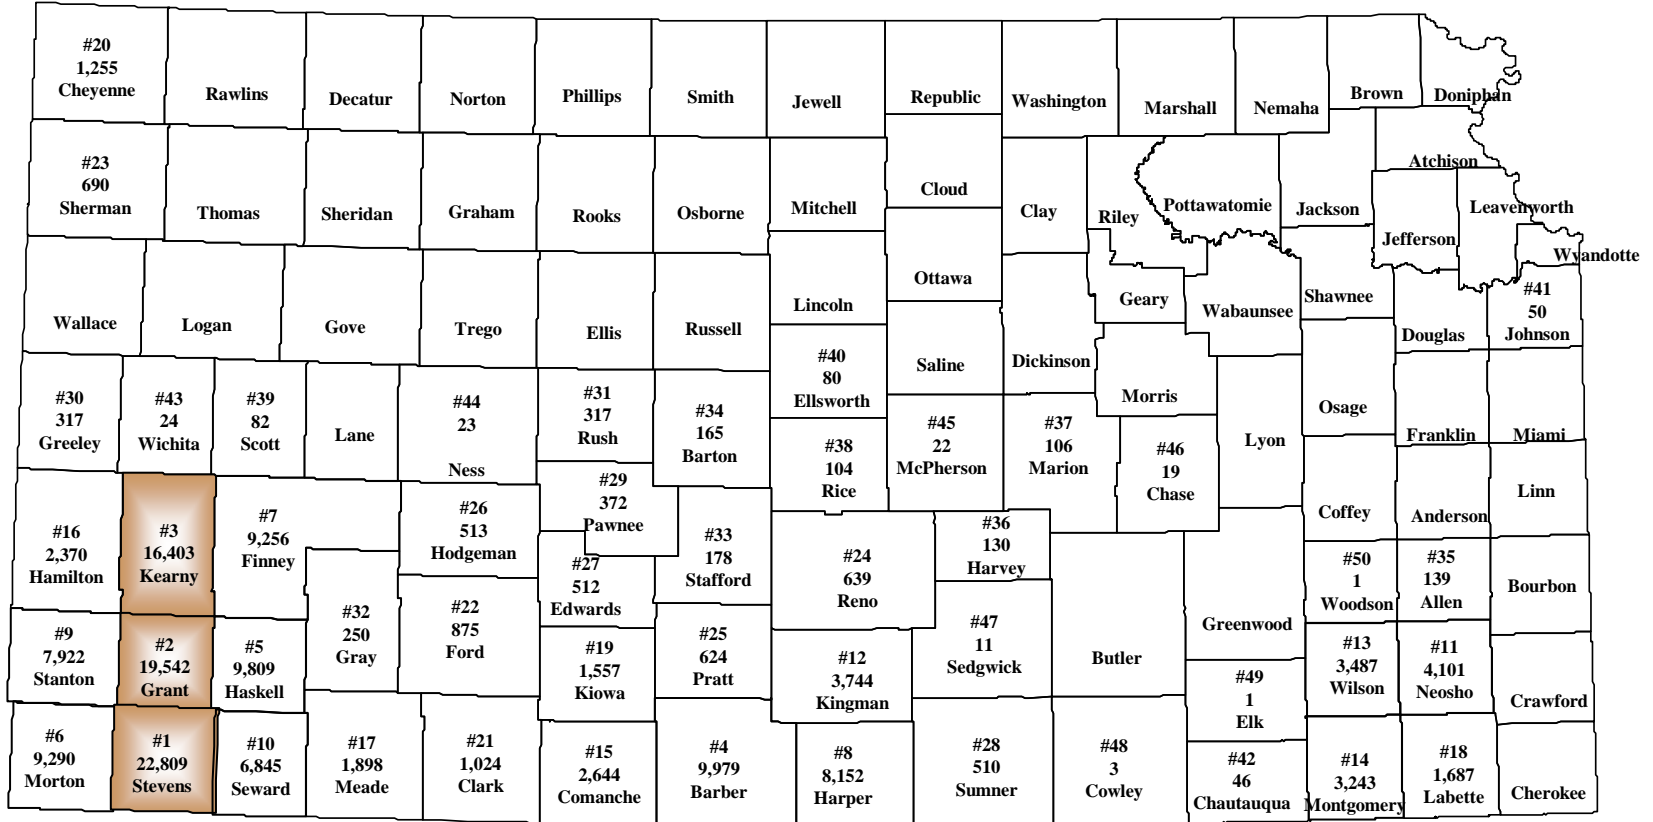 #20
1,255
Cheyenne
Rawlins
Decatur
Norton
Phillips
Smith
Jewell
Republic
Washington
Marshall
Nemaha
Brown
Doniphan
#23
690
Sherman
Thomas
Sheridan
Graham
Rooks
Osborne
Mitchell
Cloud
Clay
Riley
Pottawatomie
Jackson
Atchison
Jefferson
Leavenworth
Wyandotte
Wallace
Logan
Gove
Trego
Ellis
Russell
Lincoln
Ottawa
Saline
Dickinson
Geary
Wabaunsee
Shawnee
Douglas
#41
50
Johnson
#30
317
Greeley
#43
24
Wichita
#39
82
Scott
Lane
#44
23
Ness
#31
317
Rush
#34
165
Barton
#40
80
Ellsworth
#38
104
Rice
#45
22
McPherson
#37
106
Marion
Morris
#46
19
Chase
Lyon
Osage
Franklin
Miami
#16
2,370
Hamilton
#3
16,403
Kearny
#7
9,256
Finney
#26
513
Hodgeman
#29
372
Pawnee
#27
512
Edwards
#33
178
Stafford
#24
639
Reno
#36
130
Harvey
Coffey
Anderson
Linn
#50
1
Woodson
#35
139
Allen
Bourbon
#9
7,922
Stanton
#2
19,542
Grant
#5
9,809
Haskell
#32
250
Gray
#22
875
Ford
#19
1,557
Kiowa
#25
624
Pratt
#12
3,744
Kingman
#47
11
Sedgwick
Butler
Greenwood
#49
1
Elk
#13
3,487
Wilson
#11
4,101
Neosho
Crawford
#6
9,290
Morton
#1
22,809
Stevens
#10
6,845
Seward
#17
1,898
Meade
#21
1,024
Clark
#15
2,644
Comanche
#4
9,979
Barber
#8
8,152
Harper
#28
510
Sumner
#48
3
Cowley
#42
46
Chautauqua
#14
3,243
Montgomery
#18
1,687
Labette
Cherokee